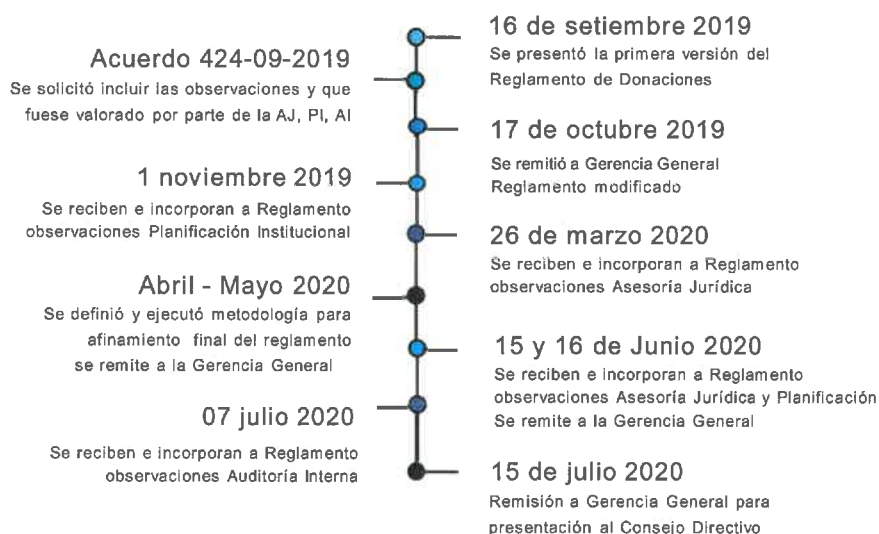 16 de setiembre 2019
Se presentó la primera versión del
Reglamento de Donaciones
Acuerdo 424-09-2019
Se solicitó incluir las observaciones y que
fuese valorado por parte de la AJ, PI, AI
17 de octubre 2019
Se remitió a Gerencia General
Reglamento modificado
1 noviembre 2019
Se reciben e incorporan a Reglamento
observaciones Planificación Institucional
26 de marzo 2020
Se reciben e incorporan a Reglamento
observaciones Asesoría Jurídica
Abril - Mayo 2020
Se definió y ejecutó metodología para
afinamiento final del reglamento
se remite a la Gerencia General
15 y 16 de Junio 2020
Se reciben e incorporan a Reglamento
observaciones Asesoría Jurídica y Planificación
Se remite a la Gerencia General
07 julio 2020
Se reciben e incorporan a Reglamento
observaciones Auditoría Interna
15 de julio 2020
Remisión a Gerencia General para
presentación al Consejo Directivo